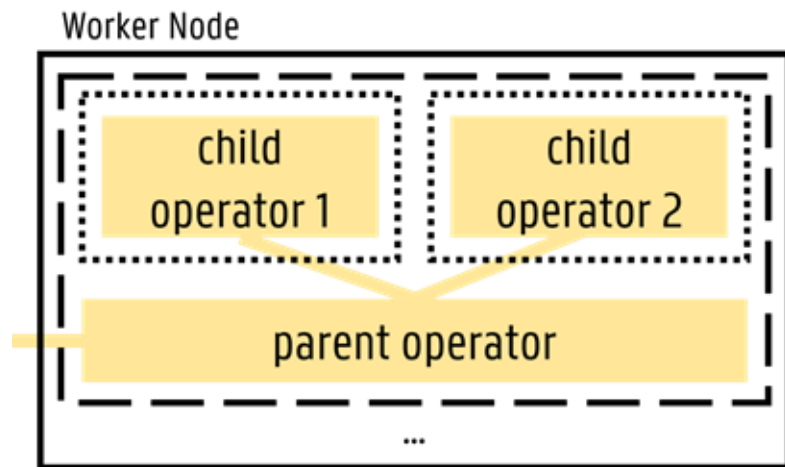 Worker Node
child
operator 1
child
operator 2
parent operator
...